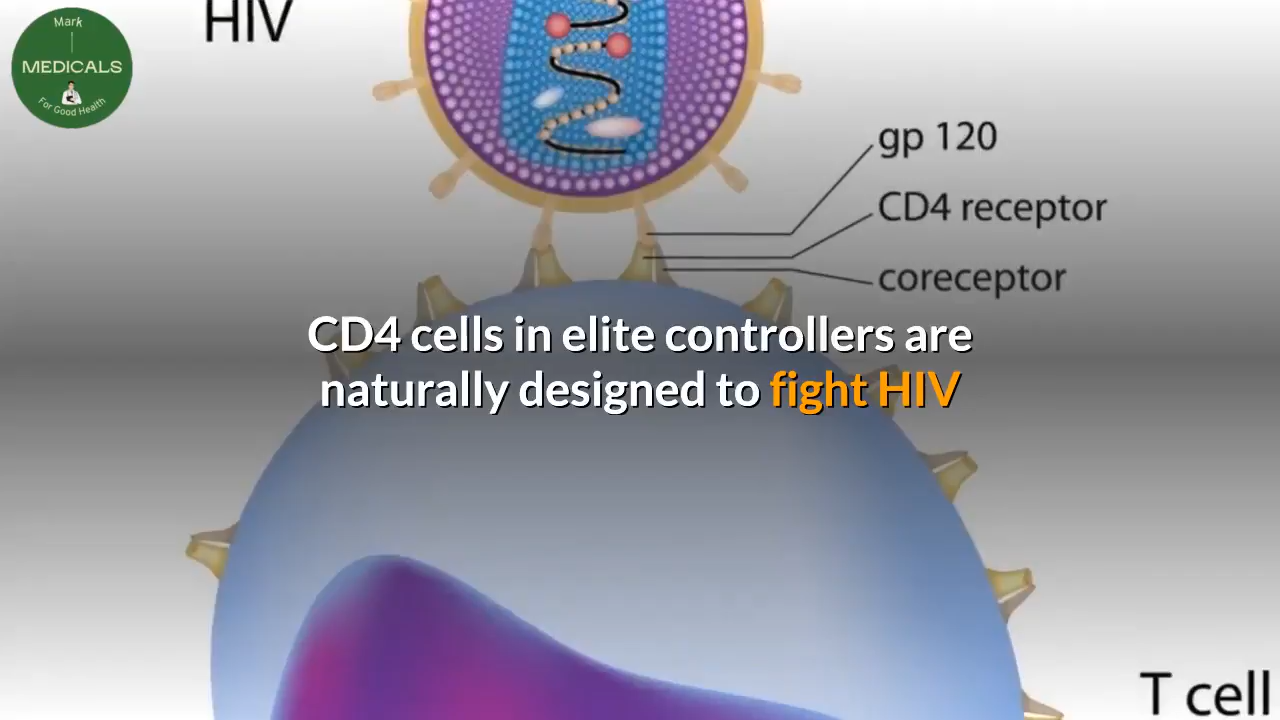 Mark
MEDICALS
For Good Health
HIV
gp 120
CD4 receptor
coreceptor
CD4 cells in elite controllers are
naturally designed to fight HIV
T cell